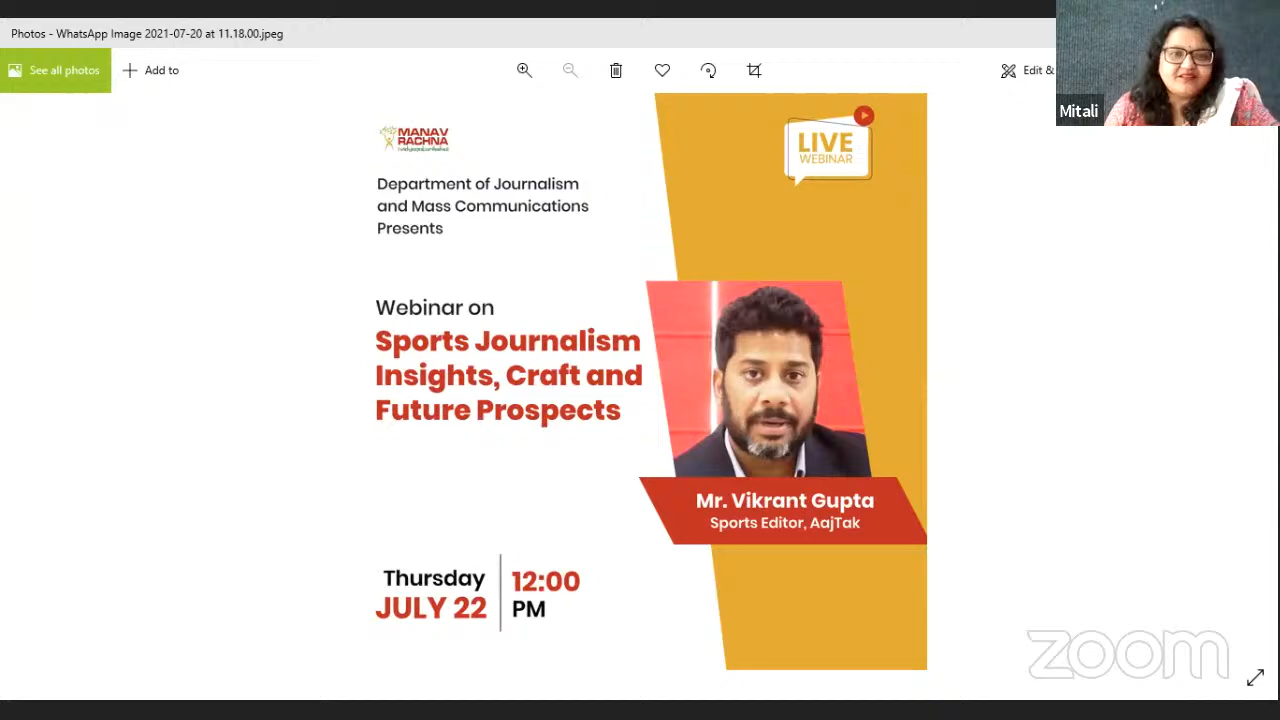 Photos - WhatsApp Image 2021-07-20 at 11.18.00.jpeg
See all photos
Add to
Edit &
Mitali
MANAV
RACHNA
LIVE
WEBINAR
Department of Journalism
and Mass Communications
Presents
Webinar on
Sports Journalism
Insights, Craft and
Future Prospects
Mr. Vikrant Gupta
Sports Editor, AajTak
Thursday
JULY 22
12:00
PM
zoom